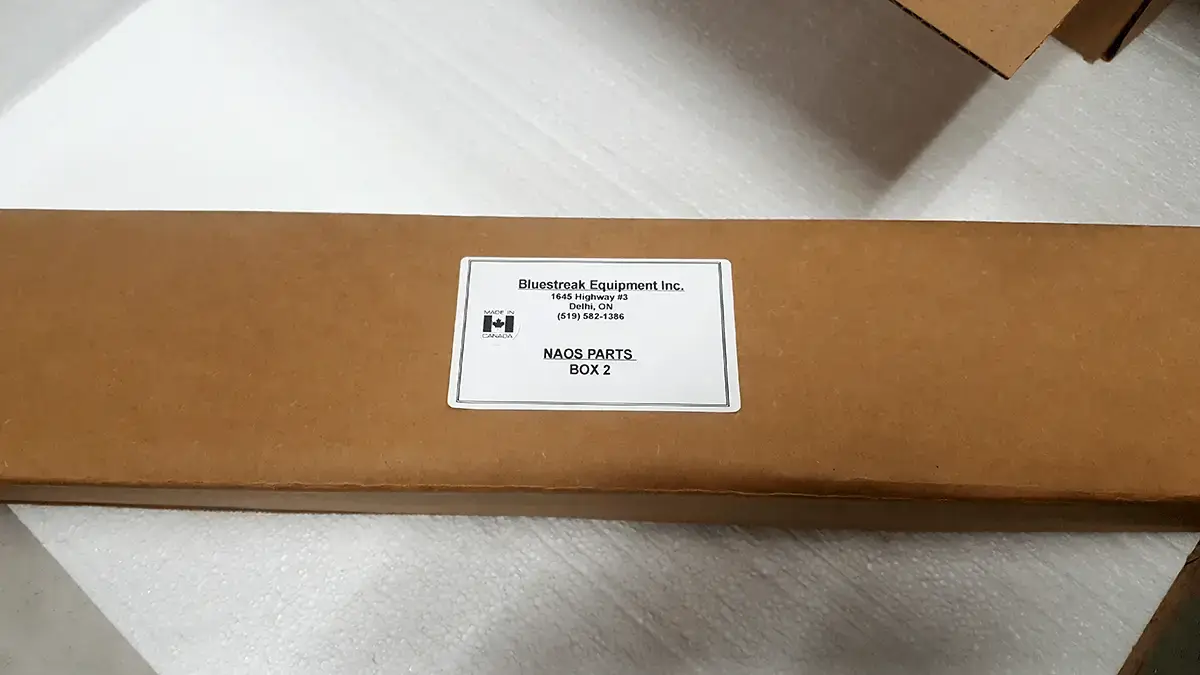 Bluestreak Equipment Inc.
1645 Highway #3
Delhi, ON
(519) 582-1386
MADE IN
CANADA
NAOS PARTS
BOX 2